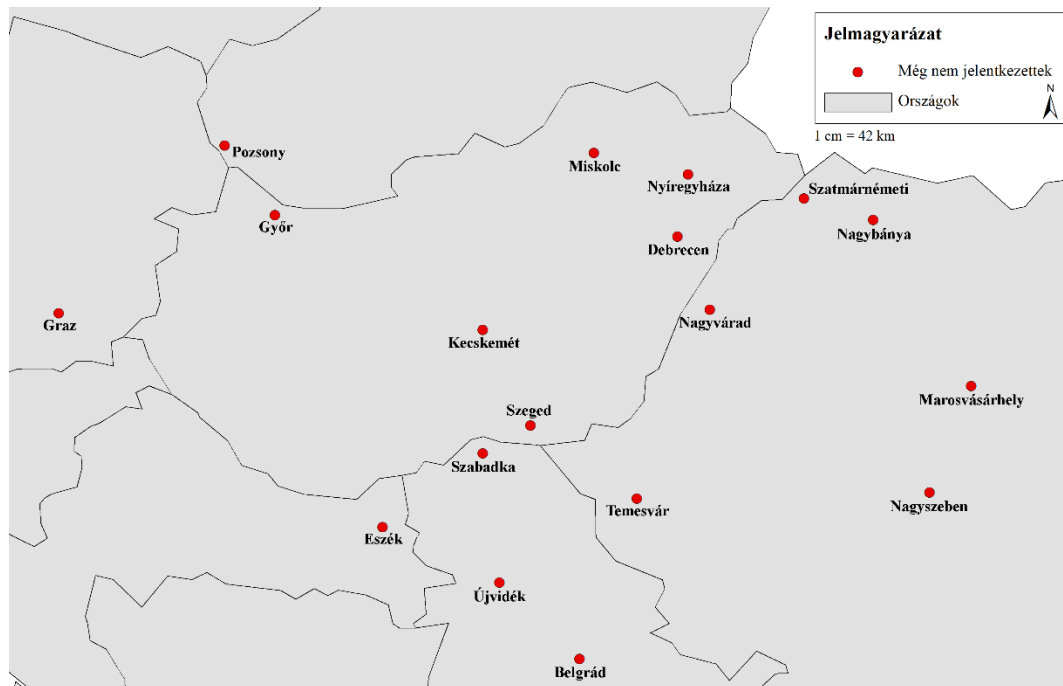 Jelmagyarázat
Még nem jelentkezettek
Országok
N
1 cm = 42 km
Pozsony
Miskolc
Nyíregyháza
Szatmárnémeti
Győr
Nagybánya
Debrecen
Graz
Nagyvárad
Kecskemét
Marosvásárhely
Szeged
Szabadka
Temesvár
Nagyszeben
Eszék
Újvidék
Belgrád